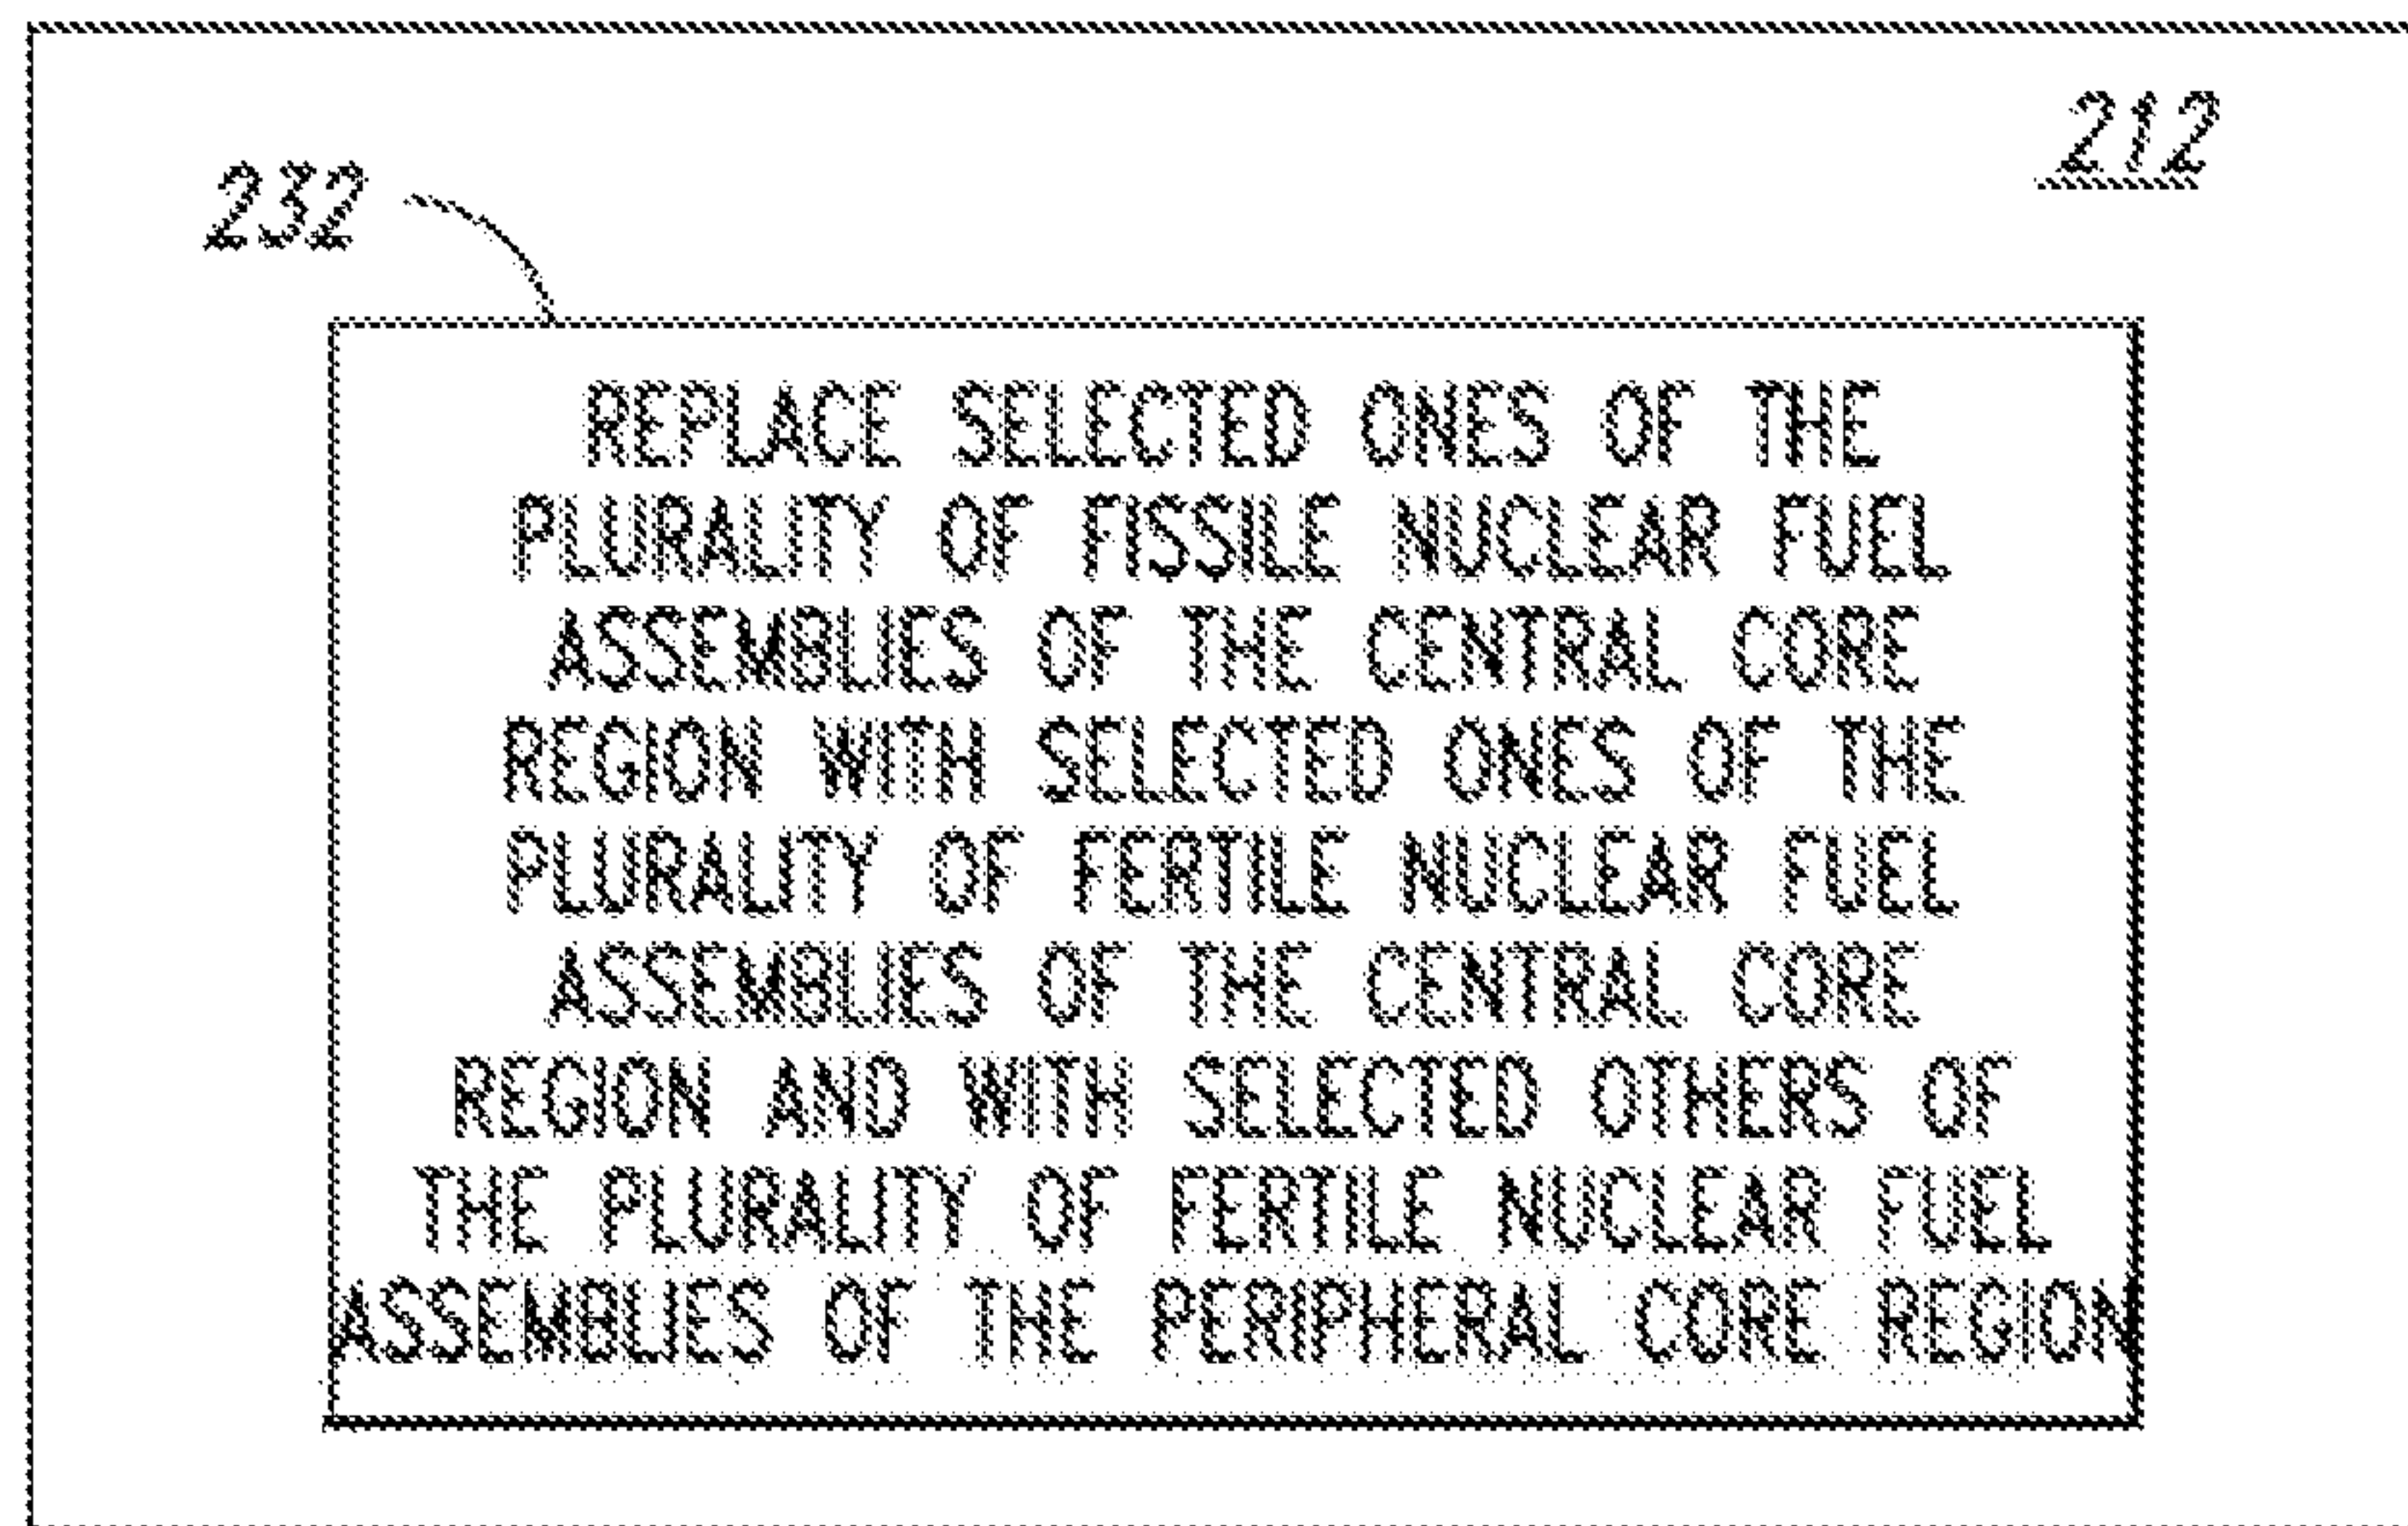 212
232
REPLACE SELECTED ONES OF THE
PLURALITY OF FISSILE NUCLEAR FUEL
ASSEMBLIES OF THE CENTRAL CORE
REGION WITH SELECTED ONES OF THE
PLURALITY OF FERTILE NUCLEAR FUEL
ASSEMBLIES OF THE CENTRAL CORE
REGION AND WITH SELECTED OTHERS OF
THE PLURALITY OF FERTILE NUCLEAR FUEL
ASSEMBLIES OF THE PERIPHERAL CORE REGION